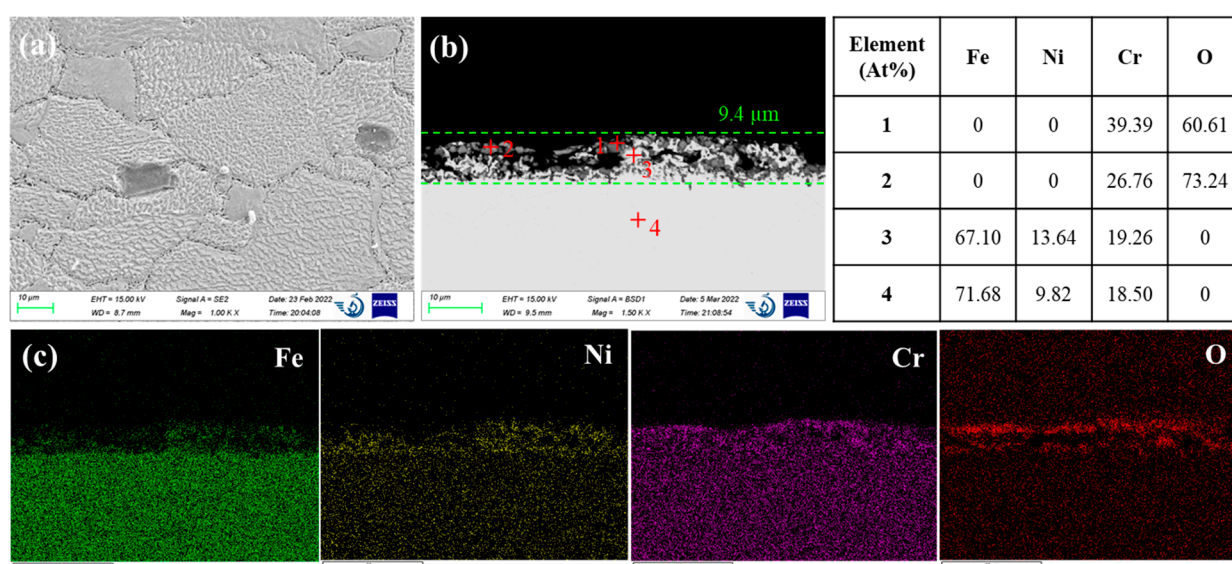 (a)
10 µm
EHT = 15.00 kV
Signal A = SE2
Date: 23 Feb 2022
WD = 8.7 mm
Mag = 1.00 K X
Time: 20:04:08
ZEISS
(b)
9.4 µm
1
2
3
4
10 µm
EHT = 15.00 kV
Signal A = BSD1
Date: 5 Mar 2022
WD = 9.5 mm
Mag = 1.50 K X
Time: 21:08:54
ZEISS
Element (At%) Fe Ni Cr O
1 0 0 39.39 60.61
2 0 0 26.76 73.24
3 67.10 13.64 19.26 0
4 71.68 9.82 18.50 0
(c)
Fe
Ni
Cr
O